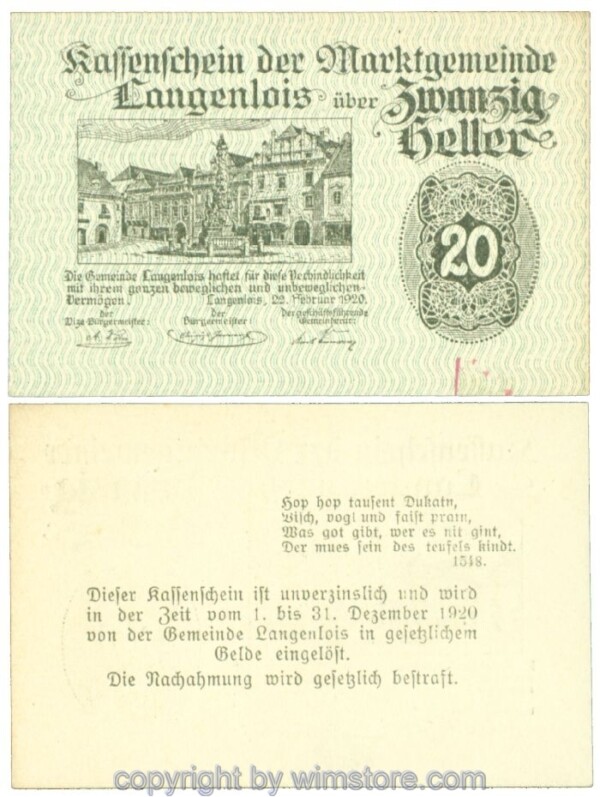 Kassenschein der Marktgemeinde
Langenlois über Zwanzig
Heller
20
Die Gemeinde Langenlois haftet für diese Verbindlichkeit
mit ihrem ganzen beweglichen und unbeweglichen
Vermögen. Langenlois, 22. Februar 1920.
der Vize-Bürgermeister: der Bürgermeister: Der geschäftsführende Gemeinderat:
Hop hop tausent Dukatn,
Visch, vogl und faist pratn,
Was got gibt, wer es nit gint,
Der mues sein des teufels kindt.
1548.
Dieser Kassenschein ist unverzinslich und wird
in der Zeit vom 1. bis 31. Dezember 1920
von der Gemeinde Langenlois in gesetzlichem
Gelde eingelöst.
Die Nachahmung wird gesetzlich bestraft.
copyright by wimstore.com